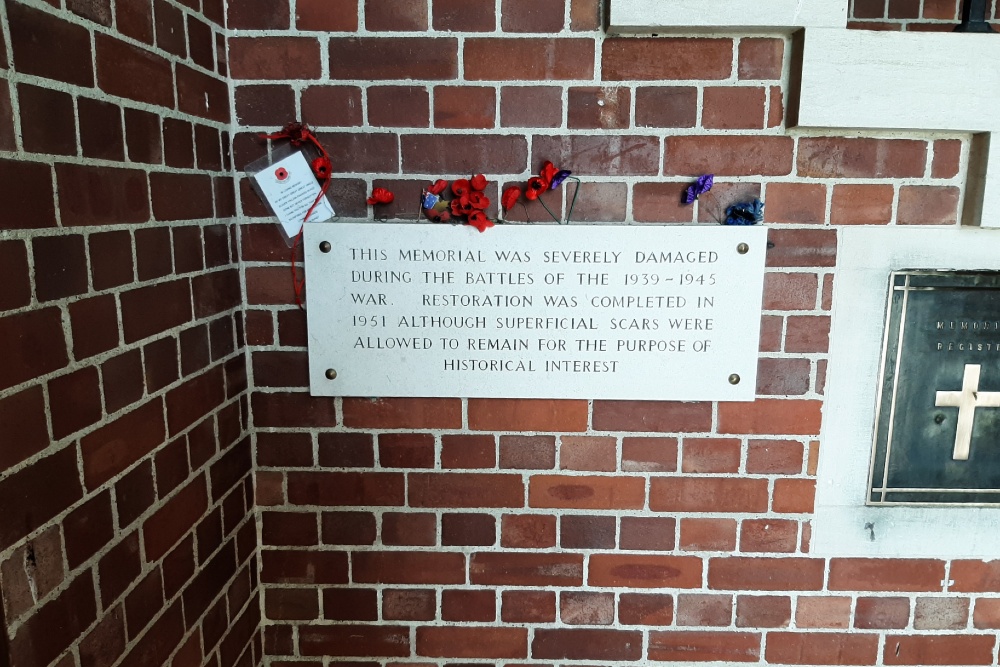 THIS MEMORIAL WAS SEVERELY DAMAGED
DURING THE BATTLES OF THE 1939-1945
WAR. RESTORATION WAS COMPLETED IN
1951 ALTHOUGH SUPERFICIAL SCARS WERE
ALLOWED TO REMAIN FOR THE PURPOSE OF
HISTORICAL INTEREST